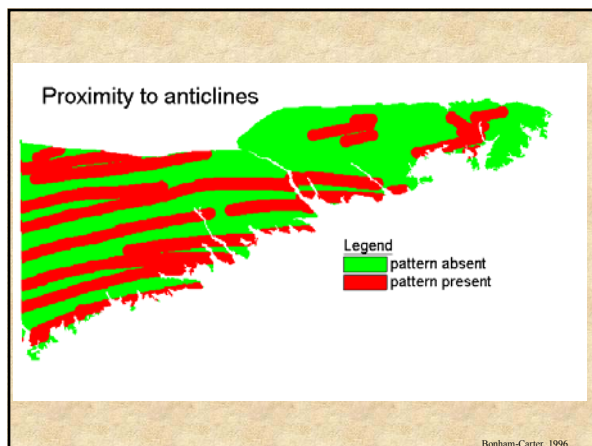 Proximity to anticlines
Legend
pattern absent
pattern present
Bonham-Carter, 1996